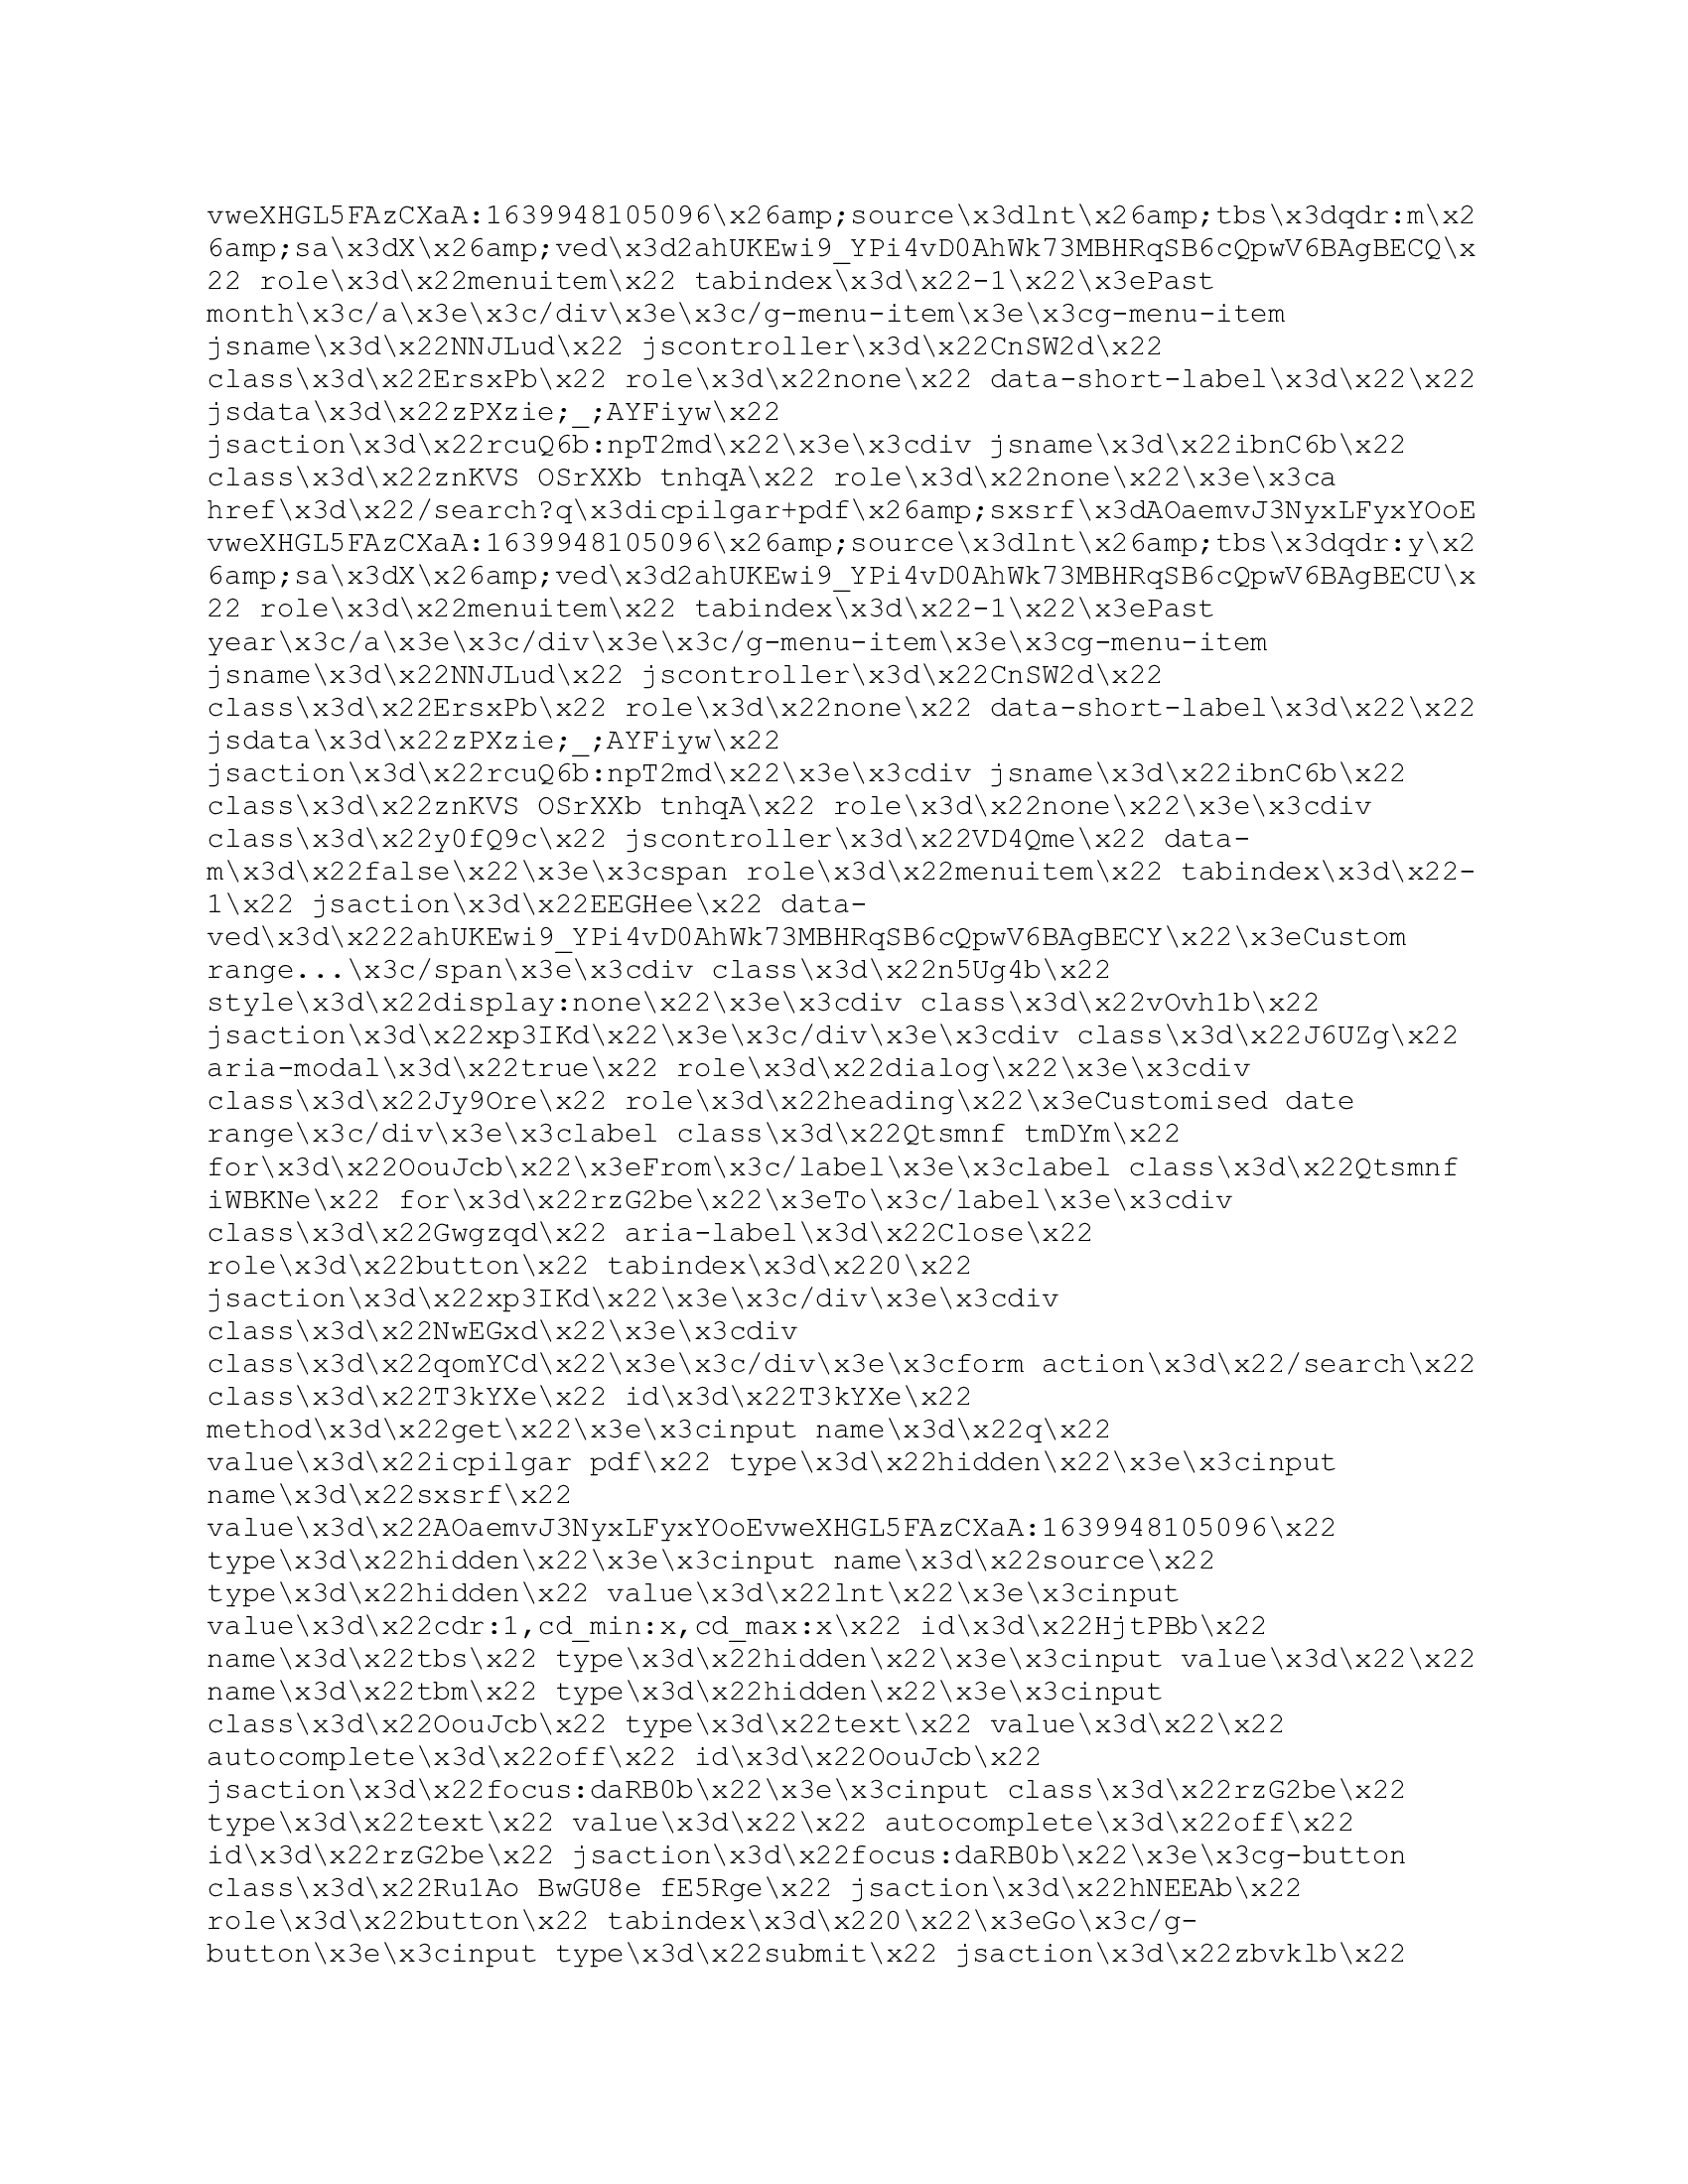 vweXHGL5FAzCXaA:1639948105096\x26amp;source\x3dlnt\x26amp;tbs\x3dqdr:m\x2
6amp;sa\x3dX\x26amp;ved\x3d2ahUKEwi9_YPi4vD0AhWk73MBHRqSB6cQpwV6BAgBECQ\x
22 role\x3d\x22menuitem\x22 tabindex\x3d\x22-1\x22\x3ePast
month\x3c/a\x3e\x3c/div\x3e\x3c/g-menu-item\x3e\x3cg-menu-item
jsname\x3d\x22NNJLud\x22 jscontroller\x3d\x22CnSW2d\x22
class\x3d\x22ErsxPb\x22 role\x3d\x22none\x22 data-short-label\x3d\x22\x22
jsdata\x3d\x22zPXzie;_;AYFiyw\x22
jsaction\x3d\x22rcuQ6b:npT2md\x22\x3e\x3cdiv jsname\x3d\x22ibnC6b\x22
class\x3d\x22znKVS OSrXXb tnhqA\x22 role\x3d\x22none\x22\x3e\x3ca
href\x3d\x22/search?q\x3dicpilgar+pdf\x26amp;sxsrf\x3dAOaemvJ3NyxLFyxYOoE
vweXHGL5FAzCXaA:1639948105096\x26amp;source\x3dlnt\x26amp;tbs\x3dqdr:y\x2
6amp;sa\x3dX\x26amp;ved\x3d2ahUKEwi9_YPi4vD0AhWk73MBHRqSB6cQpwV6BAgBECU\x
22 role\x3d\x22menuitem\x22 tabindex\x3d\x22-1\x22\x3ePast
year\x3c/a\x3e\x3c/div\x3e\x3c/g-menu-item\x3e\x3cg-menu-item
jsname\x3d\x22NNJLud\x22 jscontroller\x3d\x22CnSW2d\x22
class\x3d\x22ErsxPb\x22 role\x3d\x22none\x22 data-short-label\x3d\x22\x22
jsdata\x3d\x22zPXzie;_;AYFiyw\x22
jsaction\x3d\x22rcuQ6b:npT2md\x22\x3e\x3cdiv jsname\x3d\x22ibnC6b\x22
class\x3d\x22znKVS OSrXXb tnhqA\x22 role\x3d\x22none\x22\x3e\x3cdiv
class\x3d\x22y0fQ9c\x22 jscontroller\x3d\x22VD4Qme\x22 data-
m\x3d\x22false\x22\x3e\x3cspan role\x3d\x22menuitem\x22 tabindex\x3d\x22-
1\x22 jsaction\x3d\x22EEGHee\x22 data-
ved\x3d\x222ahUKEwi9_YPi4vD0AhWk73MBHRqSB6cQpwV6BAgBECY\x22\x3eCustom
range...\x3c/span\x3e\x3cdiv class\x3d\x22n5Ug4b\x22
style\x3d\x22display:none\x22\x3e\x3cdiv class\x3d\x22vOvh1b\x22
jsaction\x3d\x22xp3IKd\x22\x3e\x3c/div\x3e\x3cdiv class\x3d\x22J6UZg\x22
aria-modal\x3d\x22true\x22 role\x3d\x22dialog\x22\x3e\x3cdiv
class\x3d\x22Jy9Ore\x22 role\x3d\x22heading\x22\x3eCustomised date
range\x3c/div\x3e\x3clabel class\x3d\x22Qtsmnf tmDYm\x22
for\x3d\x22OouJcb\x22\x3eFrom\x3c/label\x3e\x3clabel class\x3d\x22Qtsmnf
iWBKNe\x22 for\x3d\x22rzG2be\x22\x3eTo\x3c/label\x3e\x3cdiv
class\x3d\x22Gwgzqd\x22 aria-label\x3d\x22Close\x22
role\x3d\x22button\x22 tabindex\x3d\x220\x22
jsaction\x3d\x22xp3IKd\x22\x3e\x3c/div\x3e\x3cdiv
class\x3d\x22NwEGxd\x22\x3e\x3cdiv
class\x3d\x22qomYCd\x22\x3e\x3c/div\x3e\x3cform action\x3d\x22/search\x22
class\x3d\x22T3kYXe\x22 id\x3d\x22T3kYXe\x22
method\x3d\x22get\x22\x3e\x3cinput name\x3d\x22q\x22
value\x3d\x22icpilgar pdf\x22 type\x3d\x22hidden\x22\x3e\x3cinput
name\x3d\x22sxsrf\x22
value\x3d\x22AOaemvJ3NyxLFyxYOoEvweXHGL5FAzCXaA:1639948105096\x22
type\x3d\x22hidden\x22\x3e\x3cinput name\x3d\x22source\x22
type\x3d\x22hidden\x22 value\x3d\x22lnt\x22\x3e\x3cinput
value\x3d\x22cdr:1,cd_min:x,cd_max:x\x22 id\x3d\x22HjtPBb\x22
name\x3d\x22tbs\x22 type\x3d\x22hidden\x22\x3e\x3cinput value\x3d\x22\x22
name\x3d\x22tbm\x22 type\x3d\x22hidden\x22\x3e\x3cinput
class\x3d\x22OouJcb\x22 type\x3d\x22text\x22 value\x3d\x22\x22
autocomplete\x3d\x22off\x22 id\x3d\x22OouJcb\x22
jsaction\x3d\x22focus:daRB0b\x22\x3e\x3cinput class\x3d\x22rzG2be\x22
type\x3d\x22text\x22 value\x3d\x22\x22 autocomplete\x3d\x22off\x22
id\x3d\x22rzG2be\x22 jsaction\x3d\x22focus:daRB0b\x22\x3e\x3cg-button
class\x3d\x22Ru1Ao BwGU8e fE5Rge\x22 jsaction\x3d\x22hNEEAb\x22
role\x3d\x22button\x22 tabindex\x3d\x220\x22\x3eGo\x3c/g-
button\x3e\x3cinput type\x3d\x22submit\x22 jsaction\x3d\x22zbvklb\x22